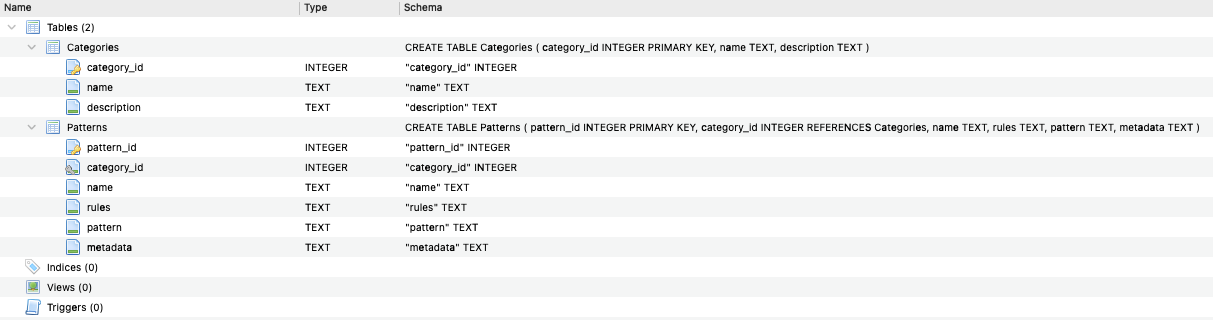 Name Type Schema
Tables (2)
Categories CREATE TABLE Categories ( category_id INTEGER PRIMARY KEY, name TEXT, description TEXT )
category_id INTEGER "category_id" INTEGER
name TEXT "name" TEXT
description TEXT "description" TEXT
Patterns CREATE TABLE Patterns ( pattern_id INTEGER PRIMARY KEY, category_id INTEGER REFERENCES Categories, name TEXT, rules TEXT, pattern TEXT, metadata TEXT )
pattern_id INTEGER "pattern_id" INTEGER
category_id INTEGER "category_id" INTEGER
name TEXT "name" TEXT
rules TEXT "rules" TEXT
pattern TEXT "pattern" TEXT
metadata TEXT "metadata" TEXT
Indices (0)
Views (0)
Triggers (0)